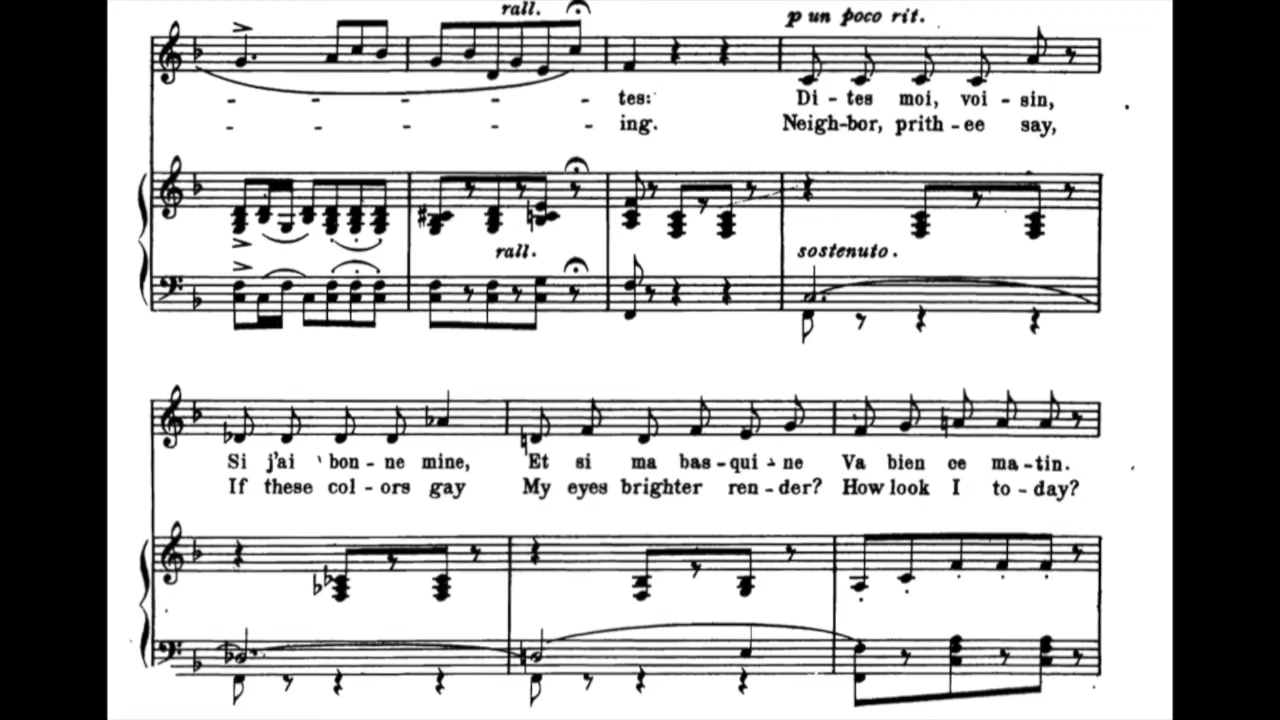 rall.
p un poco rit.
- - - - - tes: Di - tes moi, voi - sin,
- - - - - ing. Neigh-bor, prith - ee say,
rall.
sostenuto.
Si j'ai bon - ne mine, Et si ma bas - qui - ne Va bien ce ma - tin.
If these col - ors gay My eyes brighter ren - der? How look I to - day?